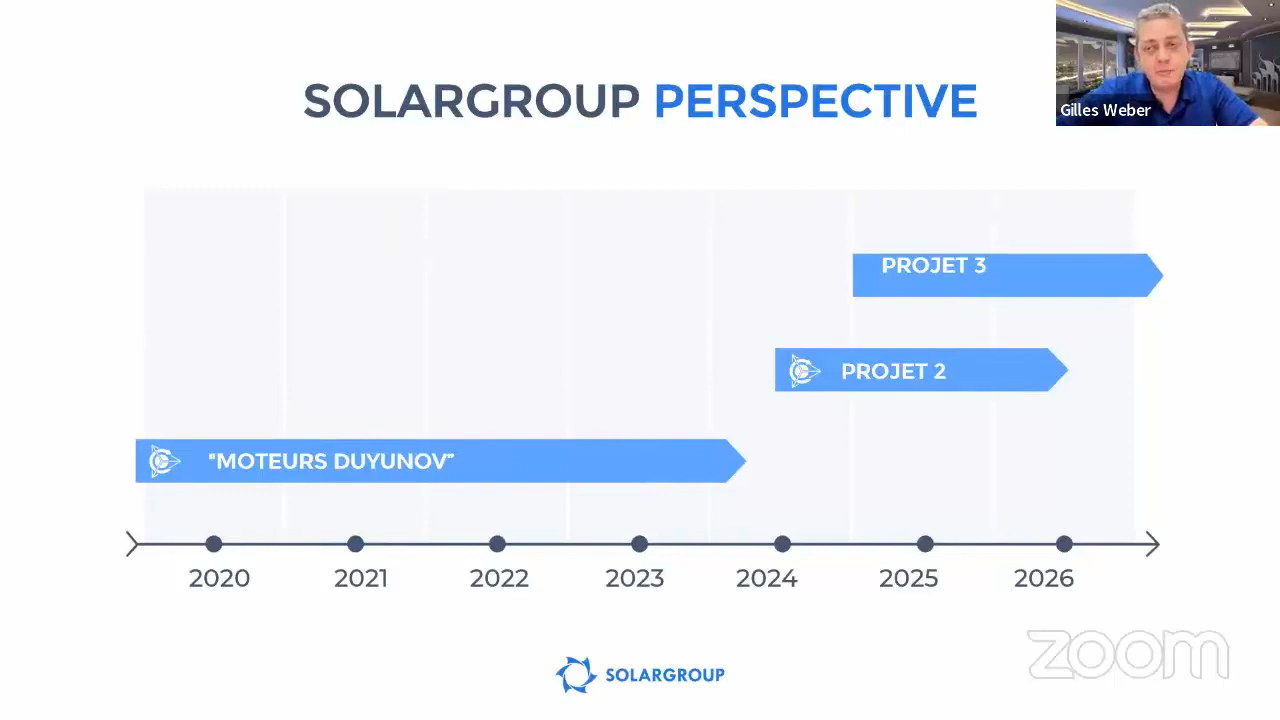 SOLARGROUP PERSPECTIVE
Gilles Weber
PROJET 3
PROJET 2
"MOTEURS DUYUNOV"
2020 2021 2022 2023 2024 2025 2026
SOLARGROUP
zoom